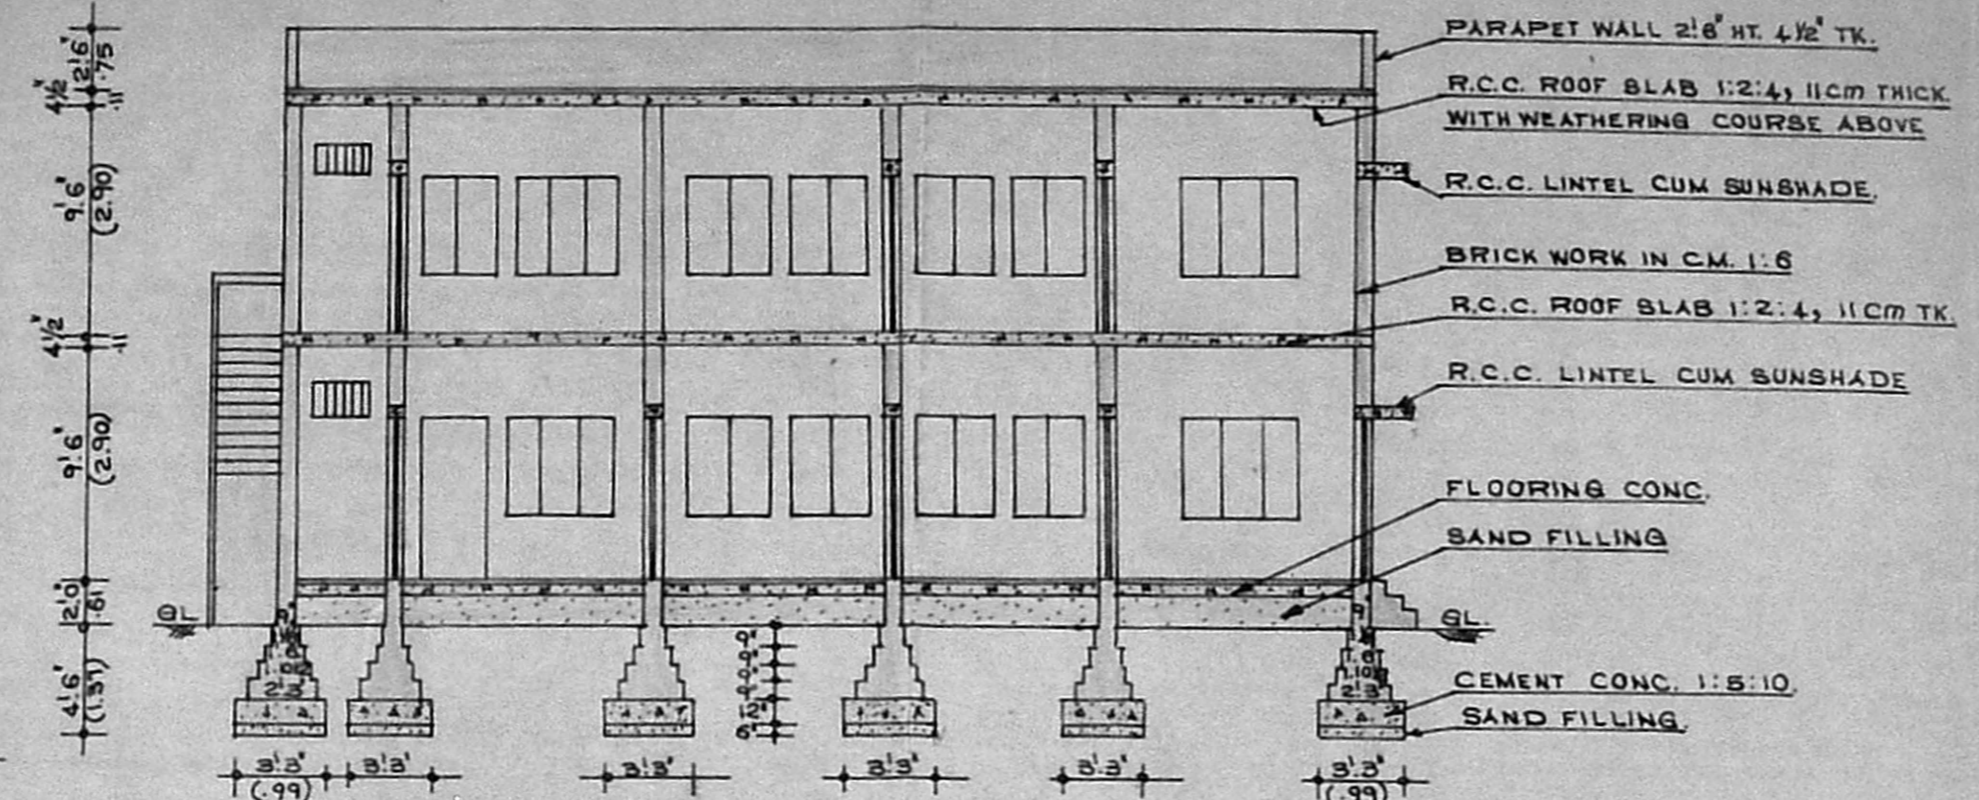 PARAPET WALL 2'.6" HT. 4½" TK.
R.C.C. ROOF SLAB 1:2:4, 11CM THICK
WITH WEATHERING COURSE ABOVE
R.C.C. LINTEL CUM SUNSHADE.
BRICK WORK IN C.M. 1:6
R.C.C. ROOF SLAB 1:2:4, 11CM TK.
R.C.C. LINTEL CUM SUNSHADE
FLOORING CONC.
SAND FILLING
GL.
CEMENT CONC. 1:5:10.
SAND FILLING.
2'.6"
.75
4½"
.11
9'.6"
(2.90)
4½"
.11
9'.6"
(2.90)
2'.0"
.61
4'.6"
(1.37)
GL
2'.3
2'.3
6"
3'.3"
3'.3"
3'.3"
3'.3"
3'.3"
3'.3"
(.99)
(.99)